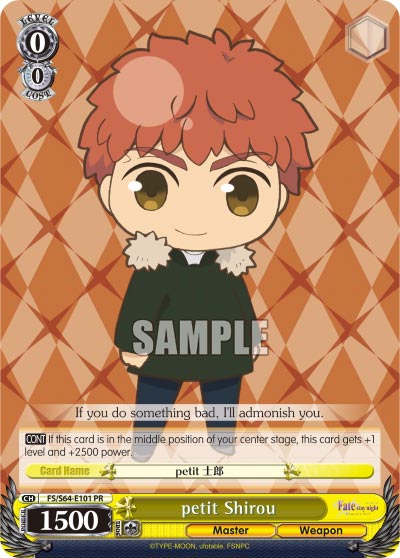 LEVEL
0
0
COST
SAMPLE
If you do something bad, I'll admonish you.
CONT If this card is in the middle position of your center stage, this card gets +1
level and +2500 power.
Card Name
petit 士郎
CH FS/S64-E101 PR
petit Shirou
Fate stay night
1500
Master
Weapon
©TYPE-MOON, ufotable, FSNPC